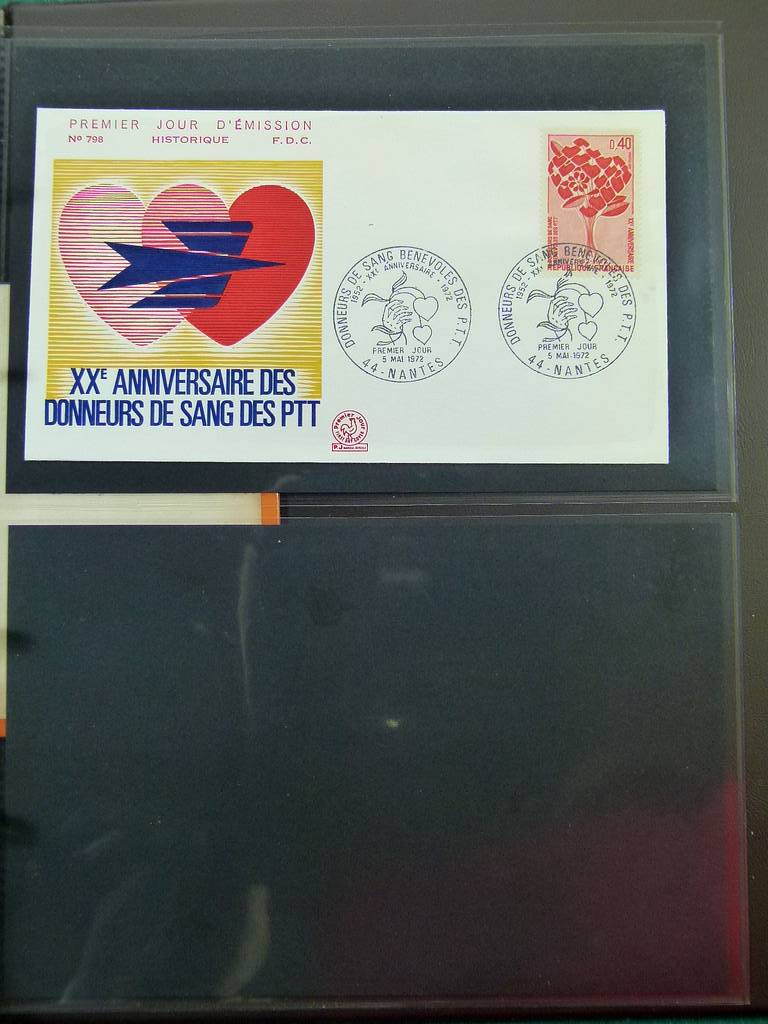 PREMIER JOUR D'ÉMISSION
Nº 798 HISTORIQUE F.D.C.
XXE ANNIVERSAIRE DES
DONNEURS DE SANG DES PTT
DONNEURS DE SANG BENEVOLES DES P.T.T.
1952 - XXE ANNIVERSAIRE - 1972
PREMIER JOUR
5 MAI 1972
44 - NANTES
0,40
XXE ANNIVERSAIRE
REPUBLIQUE FRANÇAISE
DONNEURS DE SANG BENEVOLES DES P.T.T.
1952 - XXE ANNIVERSAIRE - 1972
PREMIER JOUR
5 MAI 1972
44 - NANTES
Premier Jour
P.J